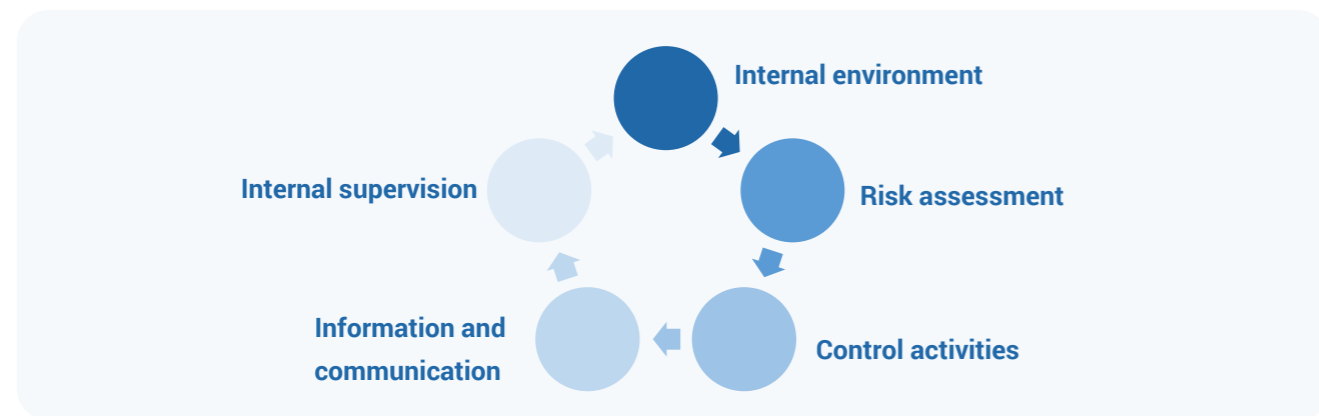 Internal environment
Internal supervision
Risk assessment
Information and
communication
Control activities